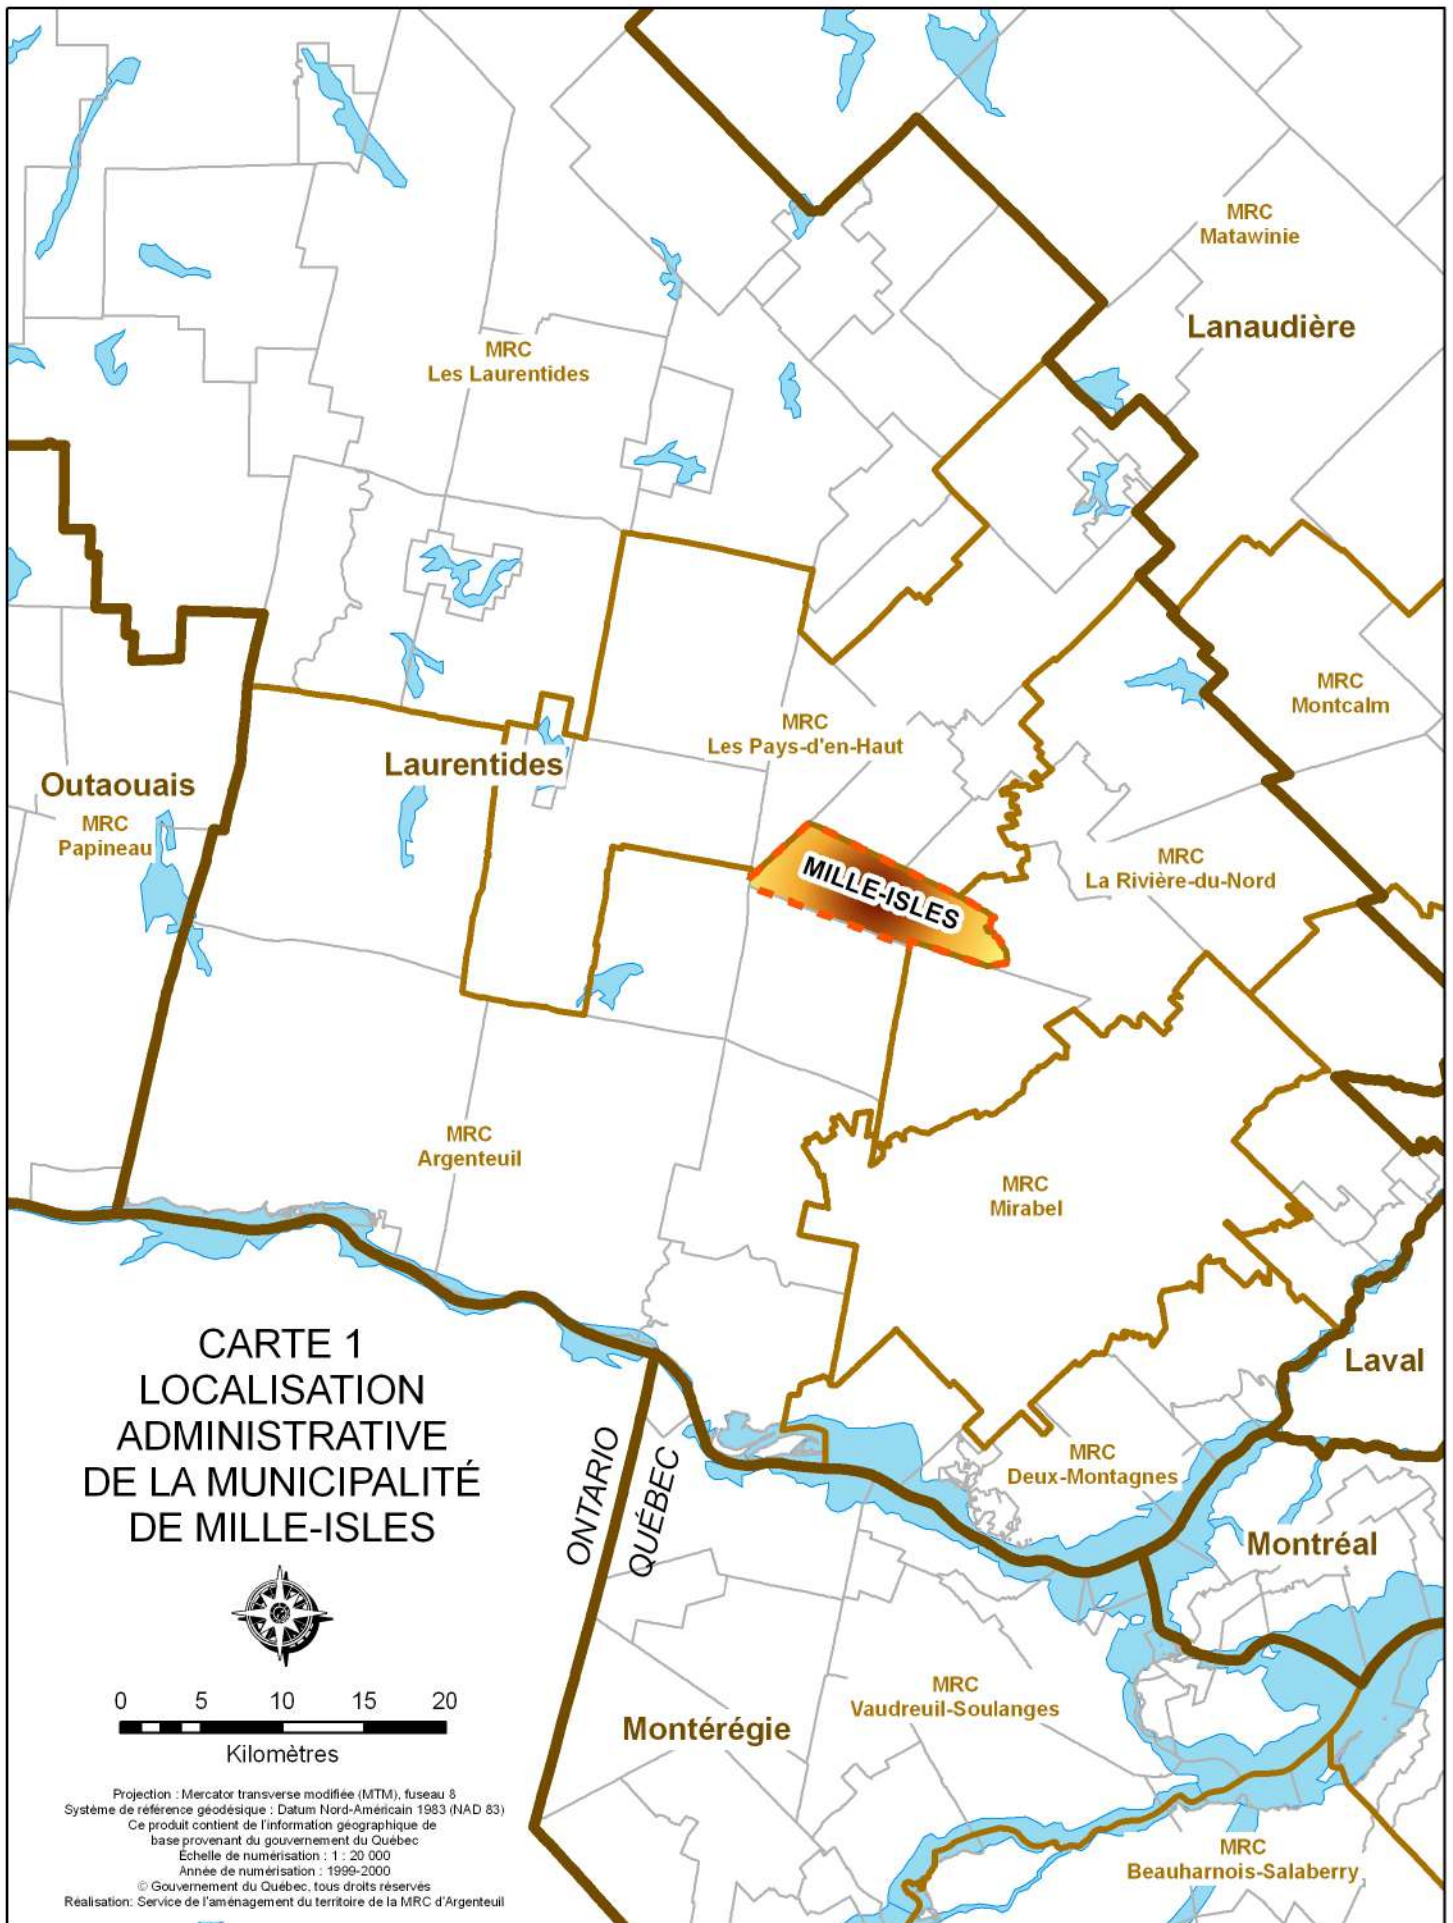 MRC
Matawinie
Lanaudière
MRC
Les Laurentides
MRC
Montcalm
MRC
Les Pays-d'en-Haut
Laurentides
Outaouais
MRC
Papineau
MILLE-ISLES
MRC
La Rivière-du-Nord
MRC
Argenteuil
MRC
Mirabel
Laval
CARTE 1
LOCALISATION
ADMINISTRATIVE
DE LA MUNICIPALITÉ
DE MILLE-ISLES
ONTARIO
QUÉBEC
MRC
Deux-Montagnes
Montréal
MRC
Vaudreuil-Soulanges
Montérégie
MRC
Beauharnois-Salaberry
0 5 10 15 20
Kilomètres
Projection : Mercator transverse modifiée (MTM), fuseau 8
Système de référence géodésique : Datum Nord-Américain 1983 (NAD 83)
Ce produit contient de l'information géographique de
base provenant du gouvernement du Québec
Échelle de numérisation : 1 : 20 000
Année de numérisation : 1999-2000
© Gouvernement du Québec, tous droits réservés
Réalisation: Service de l'aménagement du territoire de la MRC d'Argenteuil